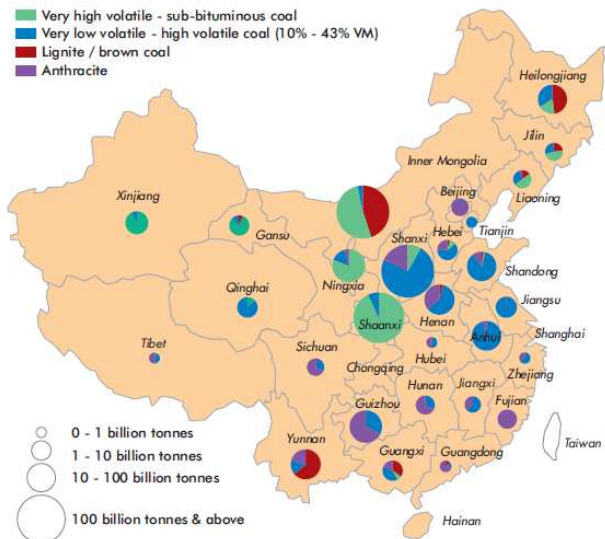 Very high volatile - sub-bituminous coal
Very low volatile - high volatile coal (10% - 43% VM)
Lignite / brown coal
Anthracite
Heilongjiang
Jilin
Inner Mongolia
Liaoning
Beijing
Xinjiang
Tianjin
Gansu
Hebei
Shanxi
Shandong
Ningxia
Qinghai
Jiangsu
Shaanxi
Henan
Anhui
Shanghai
Tibet
Sichuan
Hubei
Chongqing
Zhejiang
Hunan
Jiangxi
Fujian
Guizhou
0 - 1 billion tonnes
1 - 10 billion tonnes
10 - 100 billion tonnes
100 billion tonnes & above
Yunnan
Guangxi
Guangdong
Taiwan
Hainan